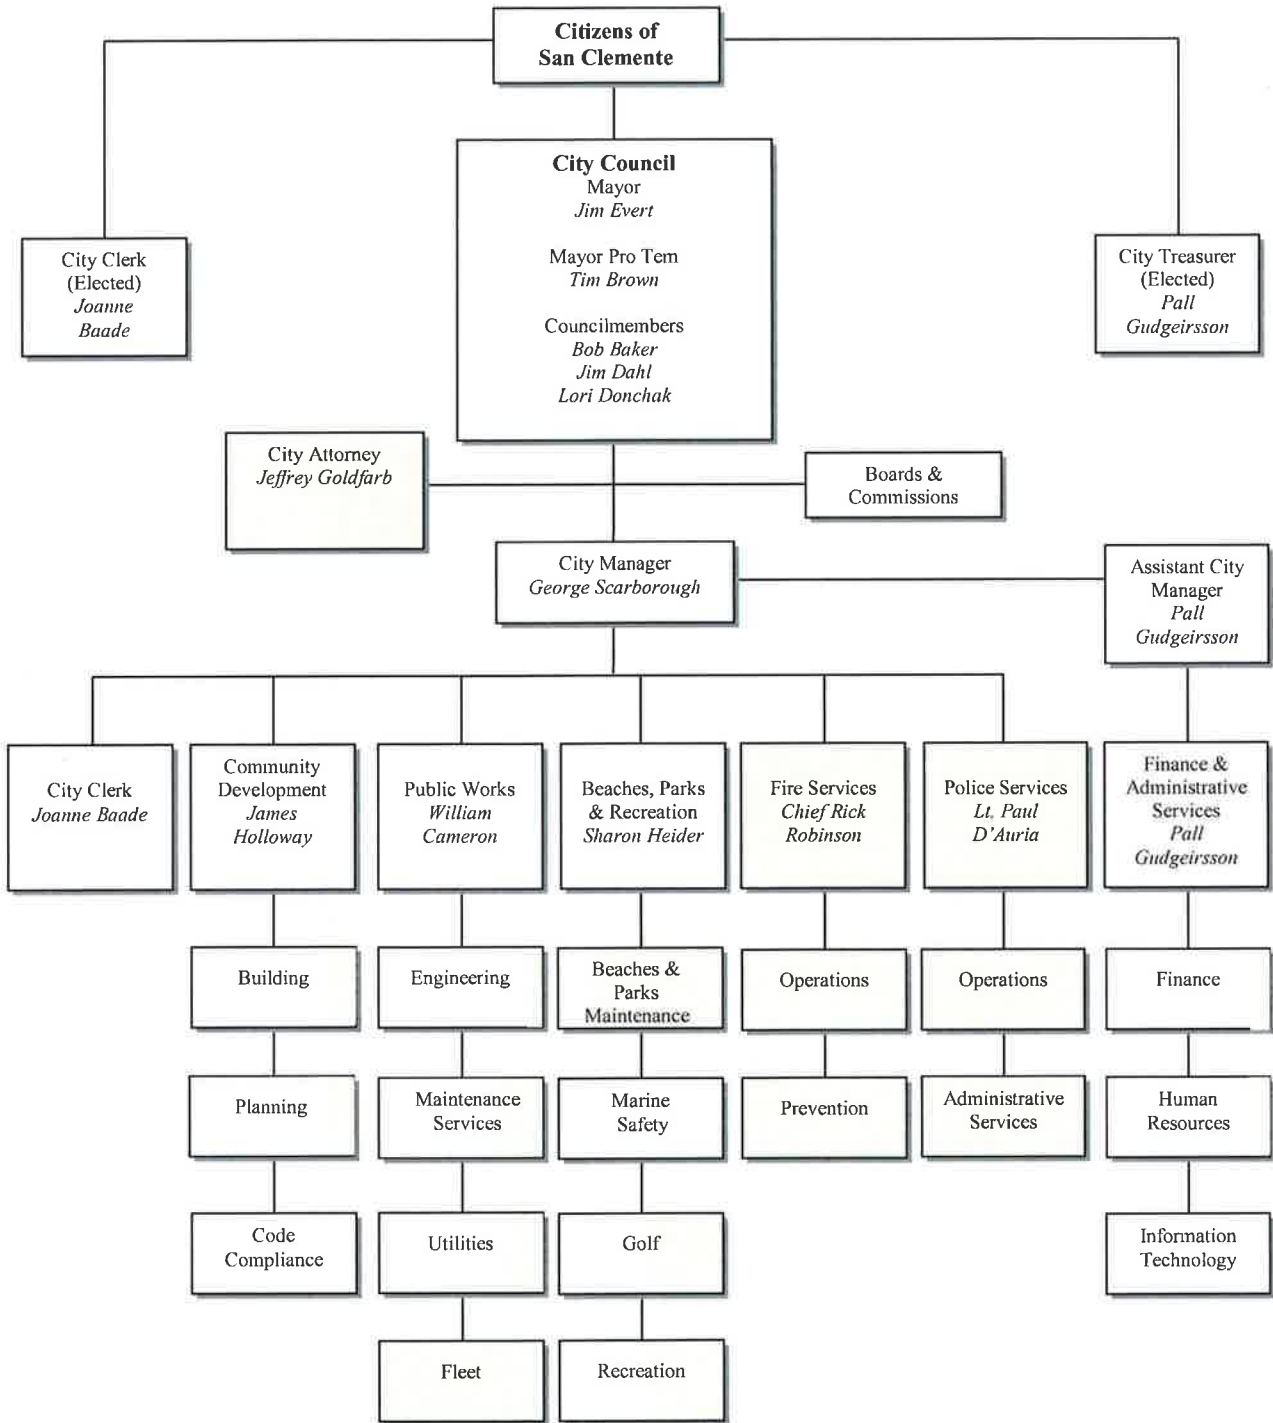 Citizens of
San Clemente
City Council
Mayor
Jim Evert
Mayor Pro Tem
Tim Brown
Councilmembers
Bob Baker
Jim Dahl
Lori Donchak
City Clerk
(Elected)
Joanne
Baade
City Treasurer
(Elected)
Pall
Gudgeirsson
City Attorney
Jeffrey Goldfarb
Boards &
Commissions
City Manager
George Scarborough
Assistant City
Manager
Pall
Gudgeirsson
City Clerk
Joanne Baade
Community
Development
James
Holloway
Public Works
William
Cameron
Beaches, Parks
& Recreation
Sharon Heider
Fire Services
Chief Rick
Robinson
Police Services
Lt. Paul
D'Auria
Finance &
Administrative
Services
Pall
Gudgeirsson
Building
Engineering
Beaches &
Parks
Maintenance
Operations
Operations
Finance
Planning
Maintenance
Services
Marine
Safety
Prevention
Administrative
Services
Human
Resources
Code
Compliance
Utilities
Golf
Information
Technology
Fleet
Recreation